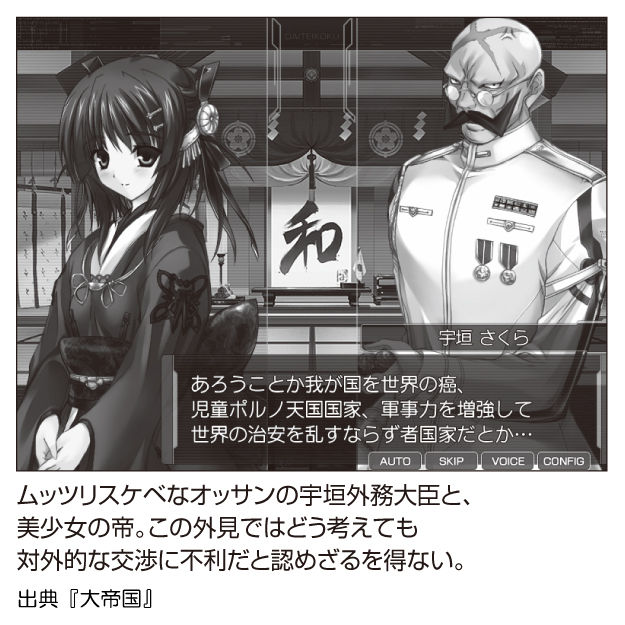 DAITEIKOKU
和
宇垣 さくら
あろうことか我が国を世界の癌、
児童ポルノ天国国家、軍事力を増強して
世界の治安を乱すならず者国家だとか…
AUTO SKIP VOICE CONFIG
ムッツリスケベなオッサンの宇垣外務大臣と、
美少女の帝。この外見ではどう考えても
対外的な交渉に不利だと認めざるを得ない。
出典『大帝国』